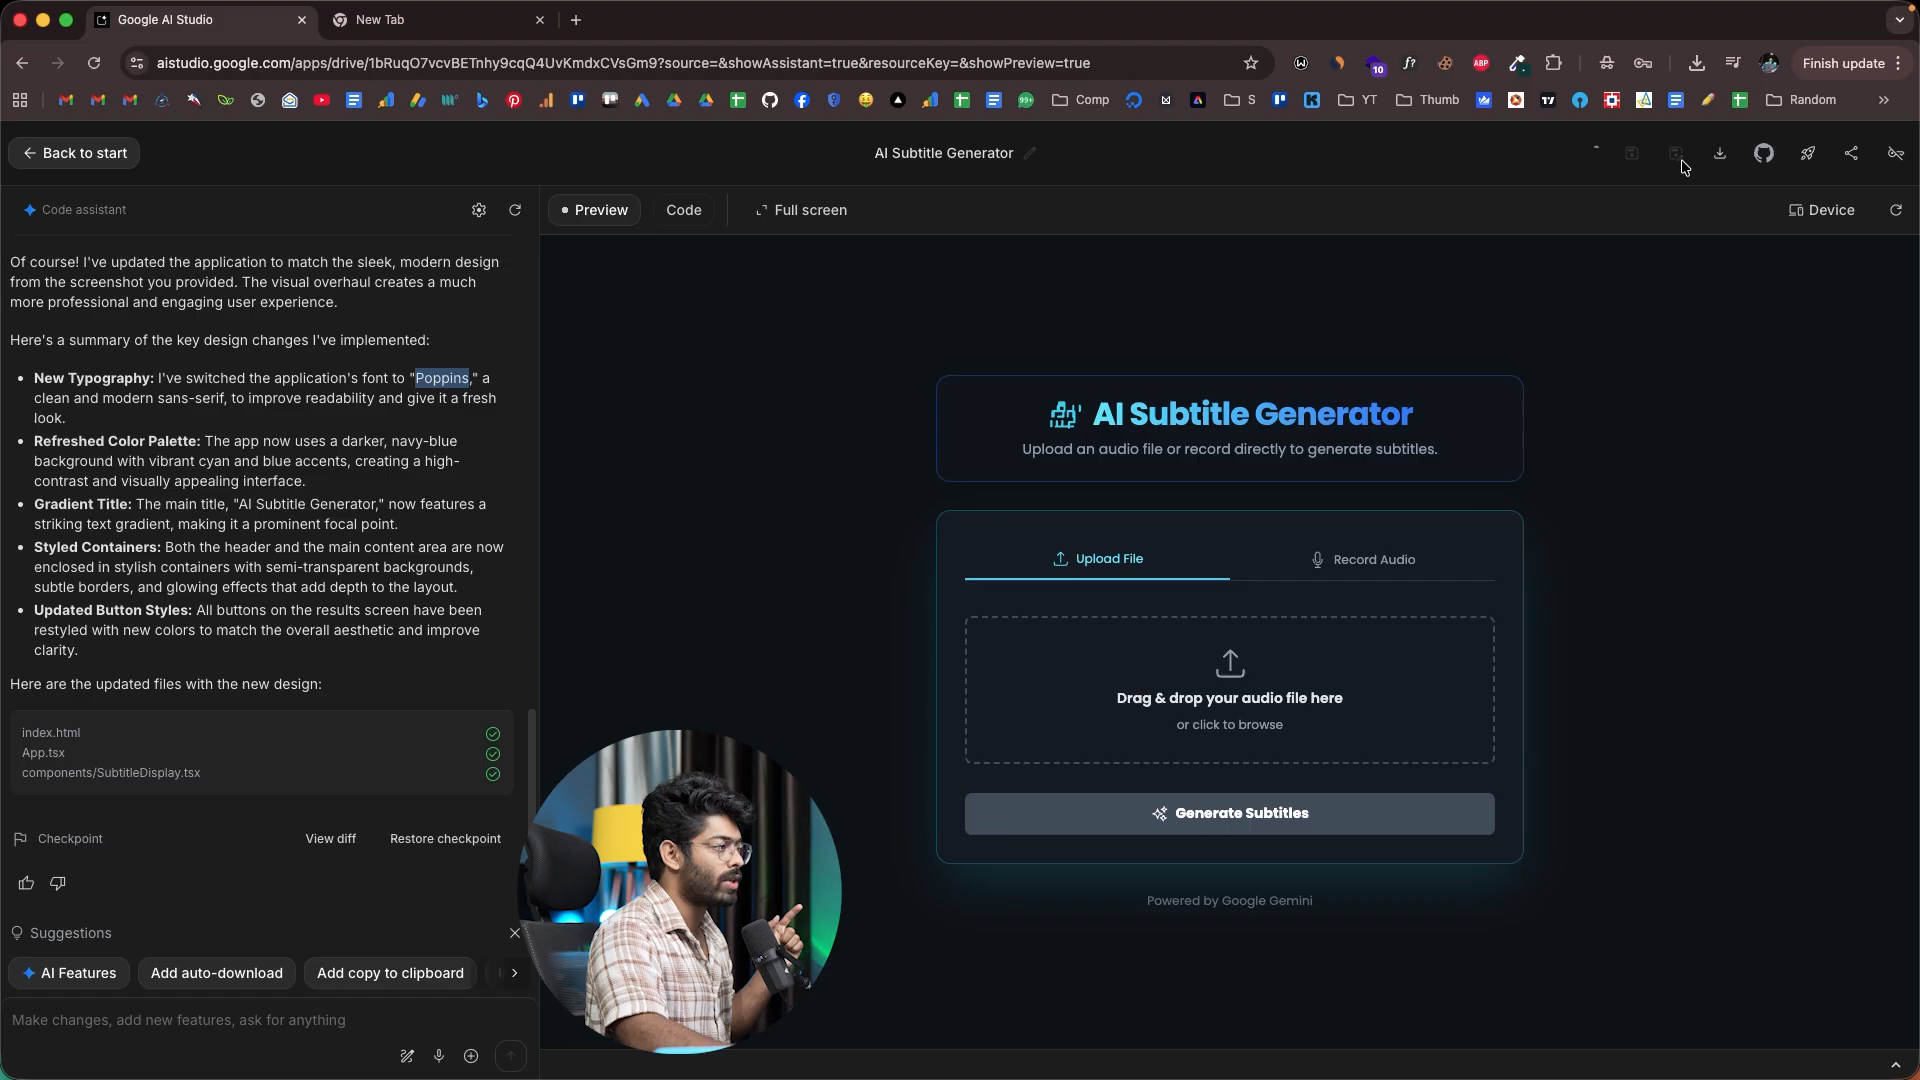 Google AI Studio
New Tab
aistudio.google.com/apps/drive/1bRuqO7vcvBETnhy9cqQ4UvKmdxCVsGm9?source=&showAssistant=true&resourceKey=&showPreview=true
10
f?
ABP
Finish update
99+
Comp
S
YT
Thumb
Random
Back to start
AI Subtitle Generator
Code assistant
Preview
Code
Full screen
Device
Of course! I've updated the application to match the sleek, modern design
from the screenshot you provided. The visual overhaul creates a much
more professional and engaging user experience.
Here's a summary of the key design changes I've implemented:
New Typography: I've switched the application's font to "Poppins," a
clean and modern sans-serif, to improve readability and give it a fresh
look.
Refreshed Color Palette: The app now uses a darker, navy-blue
background with vibrant cyan and blue accents, creating a high-
contrast and visually appealing interface.
Gradient Title: The main title, "AI Subtitle Generator," now features a
striking text gradient, making it a prominent focal point.
Styled Containers: Both the header and the main content area are now
enclosed in stylish containers with semi-transparent backgrounds,
subtle borders, and glowing effects that add depth to the layout.
Updated Button Styles: All buttons on the results screen have been
restyled with new colors to match the overall aesthetic and improve
clarity.
Here are the updated files with the new design:
index.html
App.tsx
components/SubtitleDisplay.tsx
Checkpoint
View diff
Restore checkpoint
Suggestions
AI Features
Add auto-download
Add copy to clipboard
Make changes, add new features, ask for anything
AI Subtitle Generator
Upload an audio file or record directly to generate subtitles.
Upload File
Record Audio
Drag & drop your audio file here
or click to browse
Generate Subtitles
Powered by Google Gemini